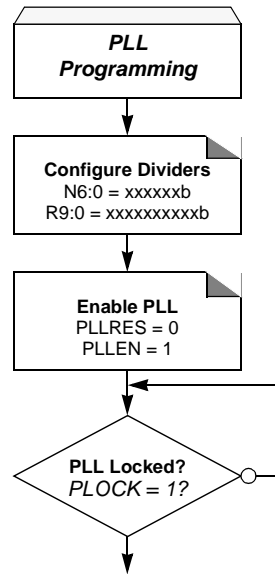 PLL
Programming
Configure Dividers
N6:0 = xxxxxxb
R9:0 = xxxxxxxxxxb
Enable PLL
PLLRES = 0
PLLEN = 1
PLL Locked?
PLOCK = 1?